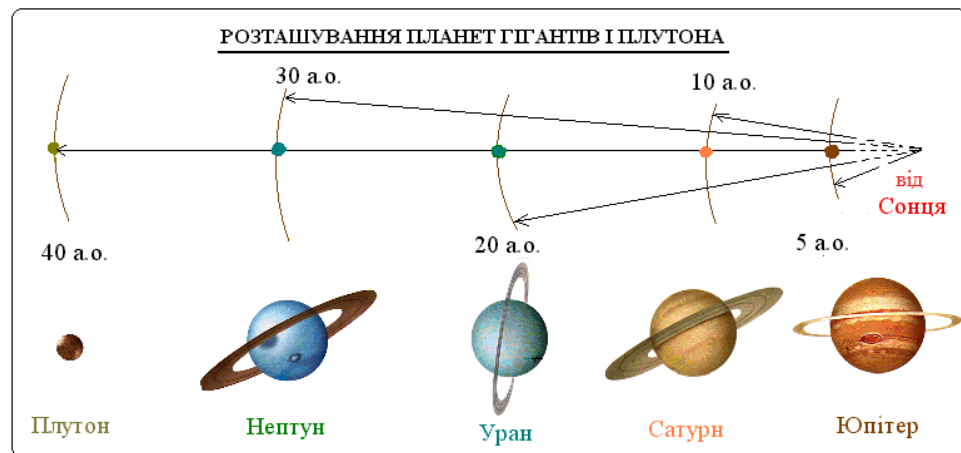 РОЗТАШУВАННЯ ПЛАНЕТ ГІГАНТІВ І ПЛУТОНА
30 а.о.
10 а.о.
від
Сонця
40 а.о.
20 а.о.
5 а.о.
Плутон
Нептун
Уран
Сатурн
Юпітер